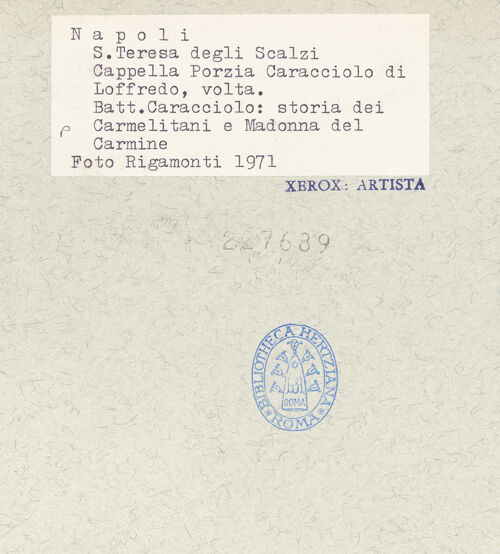 N a p o l i
S.Teresa degli Scalzi
Cappella Porzia Caracciolo di
Loffredo, volta.
Batt.Caracciolo: storia dei
Carmelitani e Madonna del
Carmine
Foto Rigamonti 1971
XEROX: ARTISTA
227689
BIBLIOTHECA HERTZIANA
ROMA
ROMA